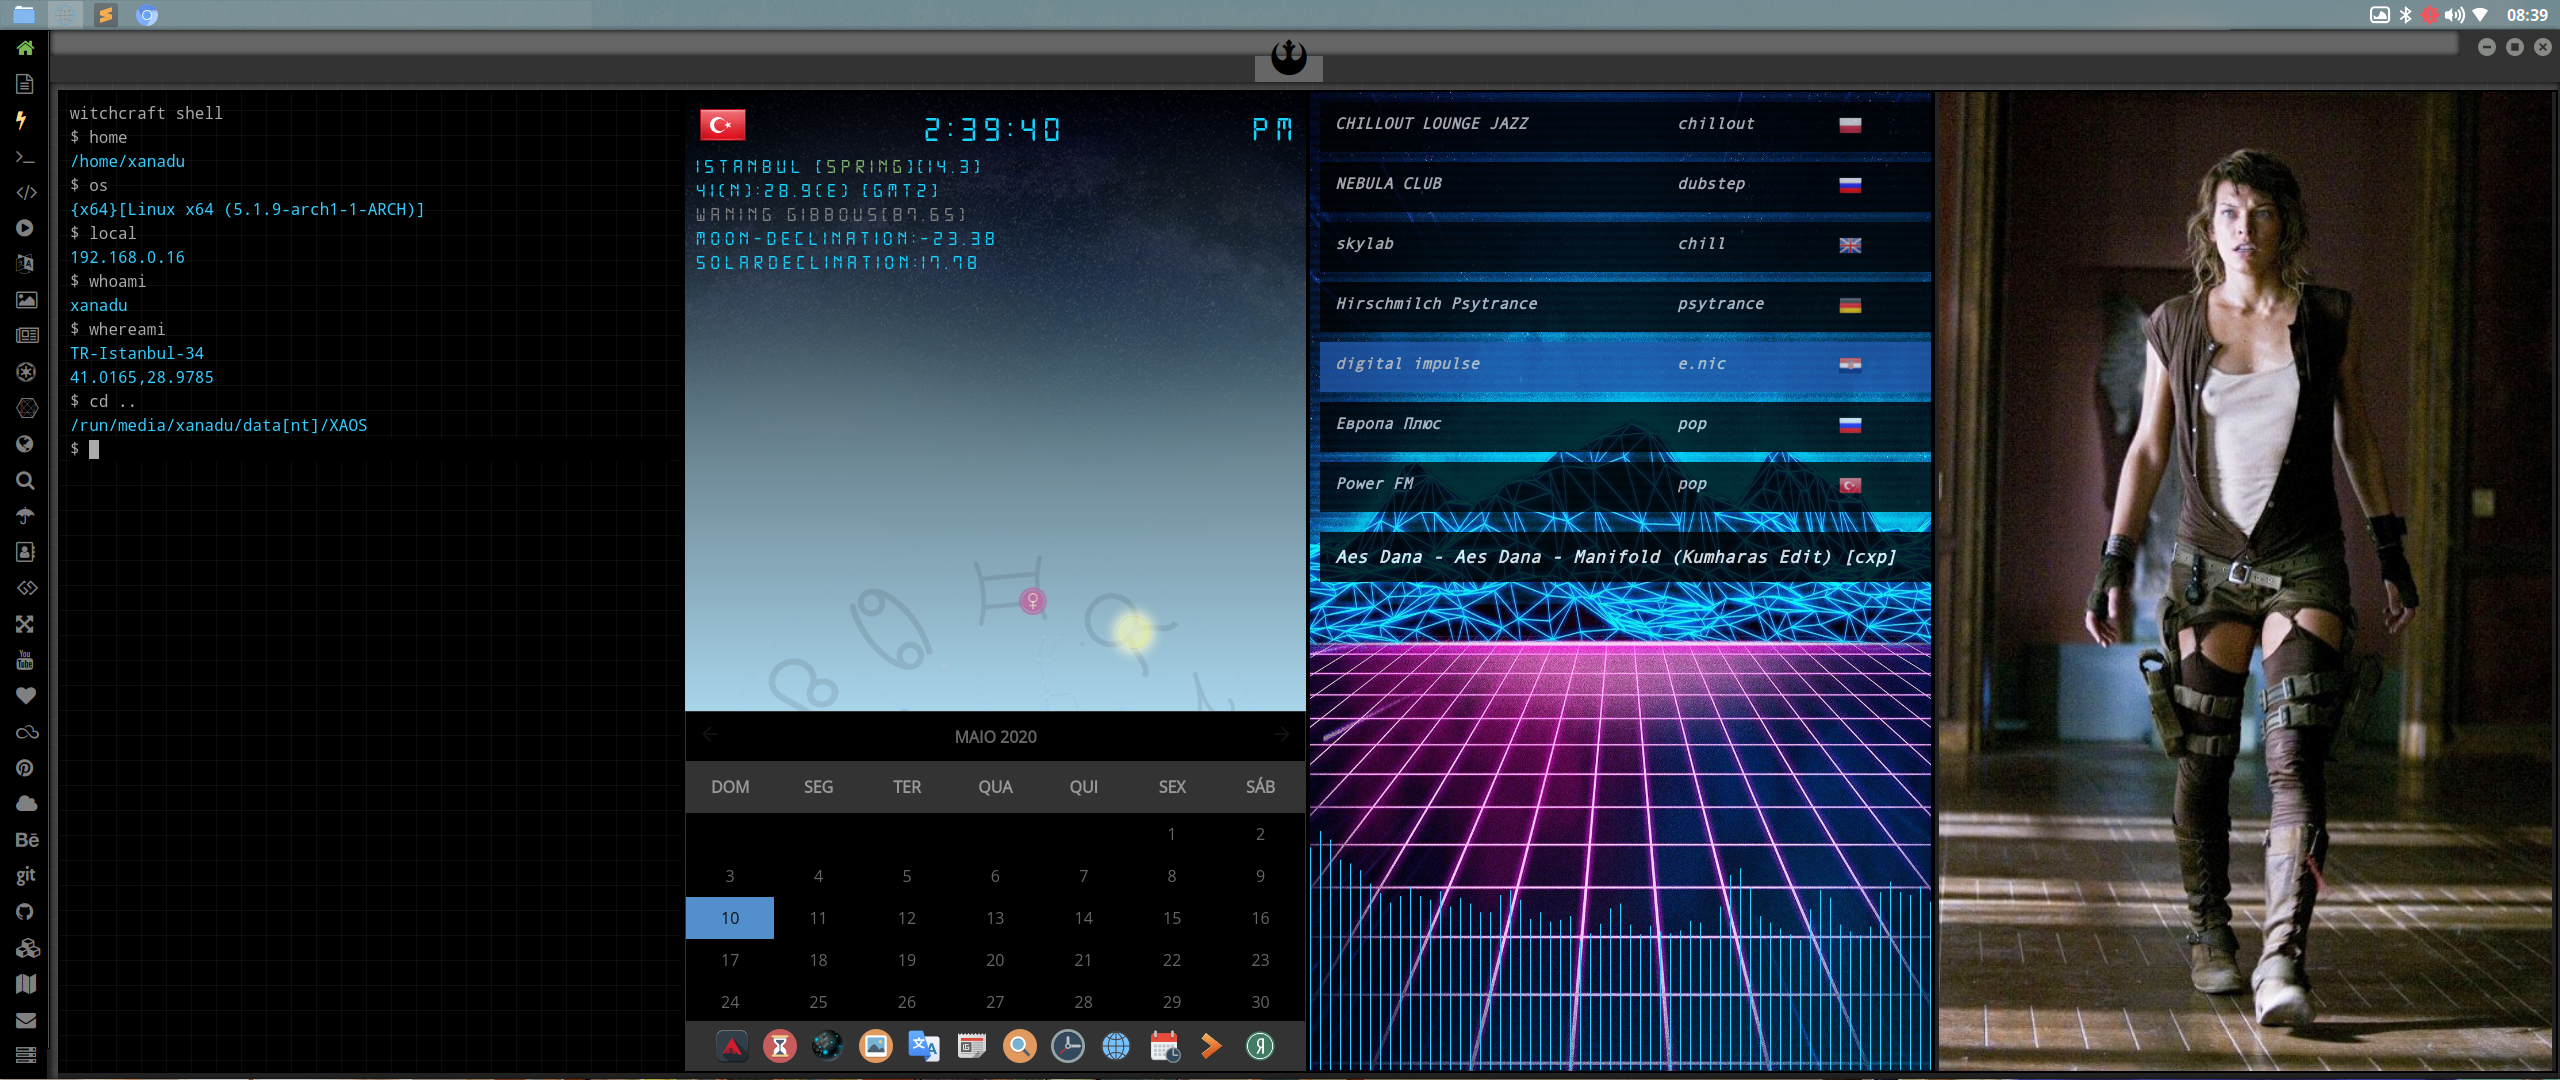 08:39
witchcraft shell
$ home
/home/xanadu
$ os
{x64}[Linux x64 (5.1.9-arch1-1-ARCH)]
$ local
192.168.0.16
$ whoami
xanadu
$ whereami
TR-Istanbul-34
41.0165,28.9785
$ cd ..
/run/media/xanadu/data[nt]/XAOS
$
You Tube
Bē
git
2:39:40 PM
ISTANBUL [SPRING][14.3]
41(N):28.9(E) [GMT2]
WANING GIBBOUS[87.65]
MOON-DECLINATION:-23.38
SOLARDECLINATION:17.78
MAIO 2020
DOM SEG TER QUA QUI SEX SÁB
1 2
3 4 5 6 7 8 9
10 11 12 13 14 15 16
17 18 19 20 21 22 23
24 25 26 27 28 29 30
CHILLOUT LOUNGE JAZZ chillout
NEBULA CLUB dubstep
skylab chill
Hirschmilch Psytrance psytrance
digital impulse e.nic
Европа Плюс pop
Power FM pop
Aes Dana - Aes Dana - Manifold (Kumharas Edit) [cxp]